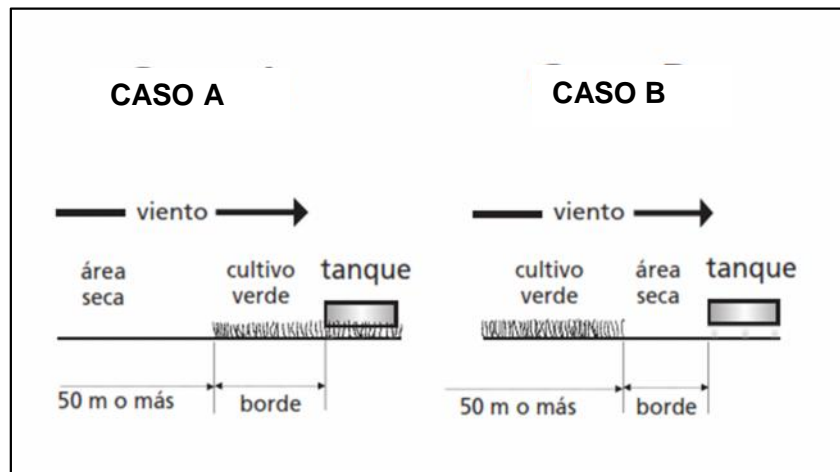 CASO A
viento
área
seca
cultivo
verde
tanque
50 m o más
borde
CASO B
viento
cultivo
verde
área
seca
tanque
50 m o más
borde